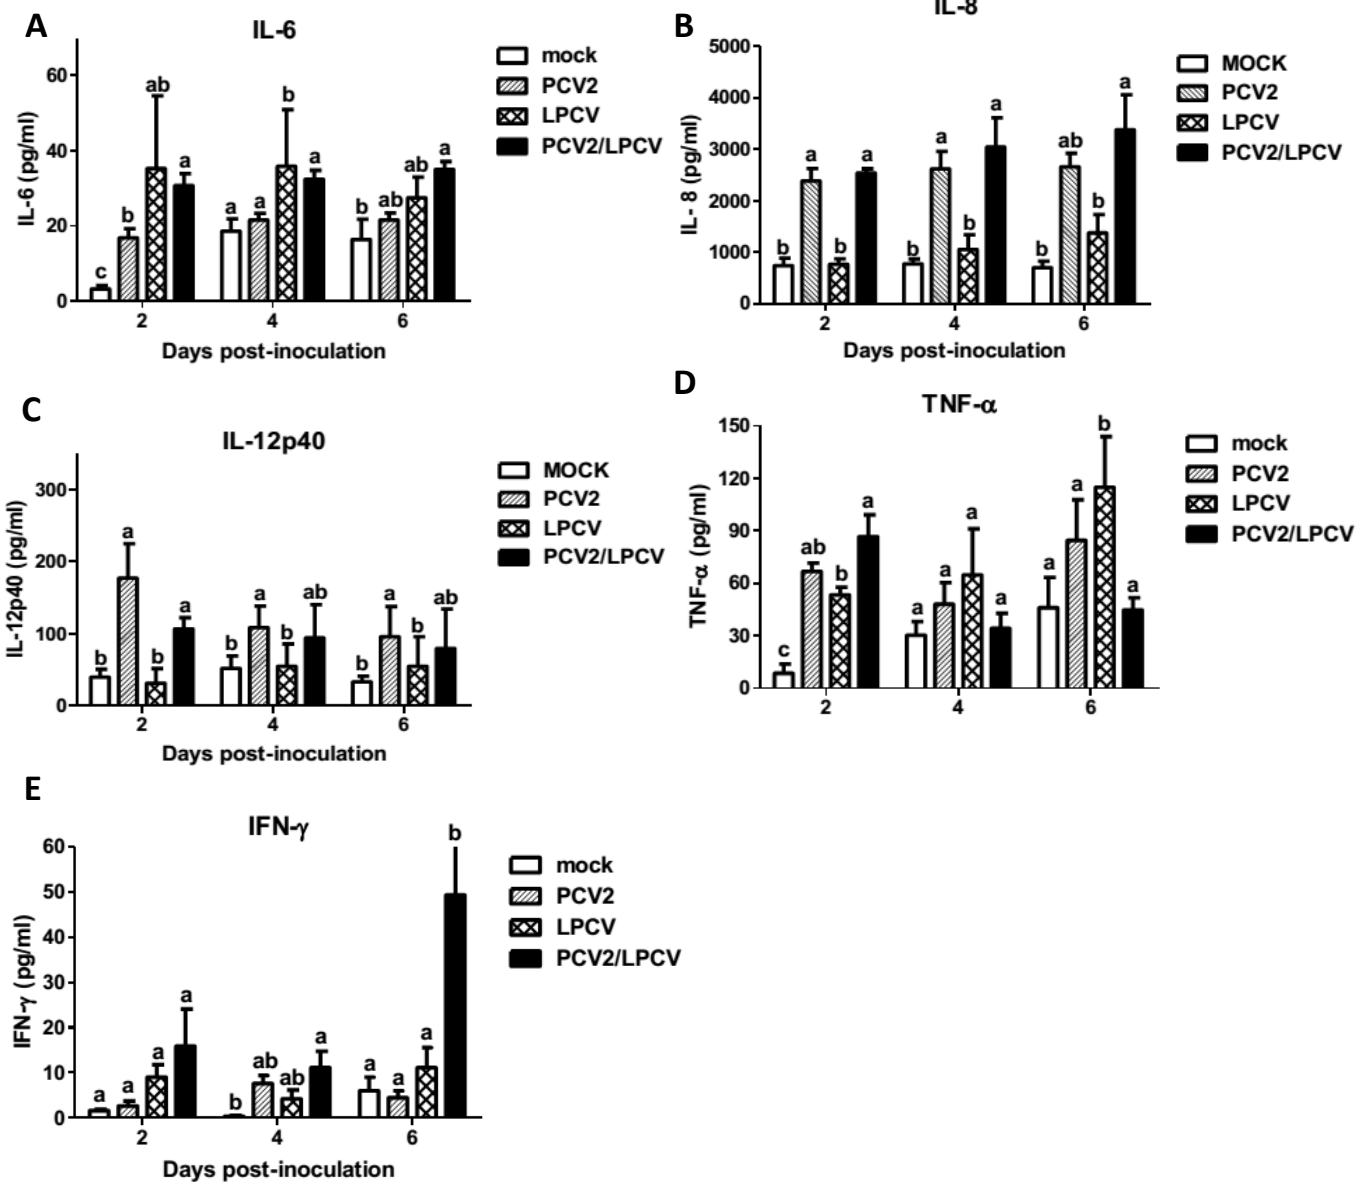 A
IL-6
mock
PCV2
LPCV
PCV2/LPCV
IL-6 (pg/ml)
60
40
20
0
c
b
ab
a
a
a
b
a
b
ab
ab
a
2
4
6
Days post-inoculation
B
IL-8
MOCK
PCV2
LPCV
PCV2/LPCV
IL- 8 (pg/ml)
5000
4000
3000
2000
1000
0
b
a
b
a
b
a
b
a
b
ab
b
a
2
4
6
Days post-inoculation
C
IL-12p40
MOCK
PCV2
LPCV
PCV2/LPCV
IL-12p40 (pg/ml)
300
200
100
0
b
a
b
a
b
a
b
ab
b
a
b
ab
2
4
6
Days post-inoculation
D
TNF-α
mock
PCV2
LPCV
PCV2/LPCV
TNF-α (pg/ml)
150
120
90
60
30
0
c
ab
b
a
a
a
a
a
a
a
b
a
2
4
6
E
IFN-γ
mock
PCV2
LPCV
PCV2/LPCV
IFN-γ (pg/ml)
60
50
40
30
20
10
0
a
a
a
a
b
ab
ab
a
a
a
a
b
2
4
6
Days post-inoculation